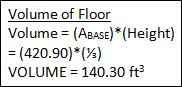 Volume of Floor
Volume = (ABASE)*(Height)
= (420.90)*(⅓)
VOLUME = 140.30 ft³